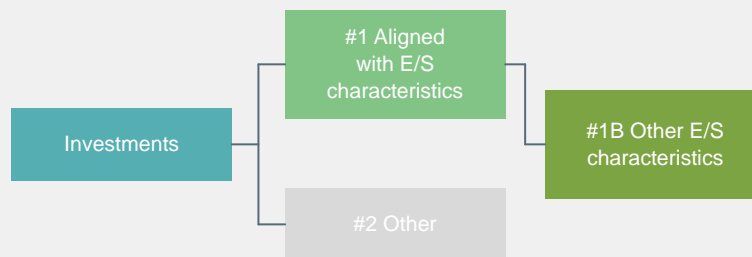 #1 Aligned
with E/S
characteristics
Investments
#1B Other E/S
characteristics
#2 Other